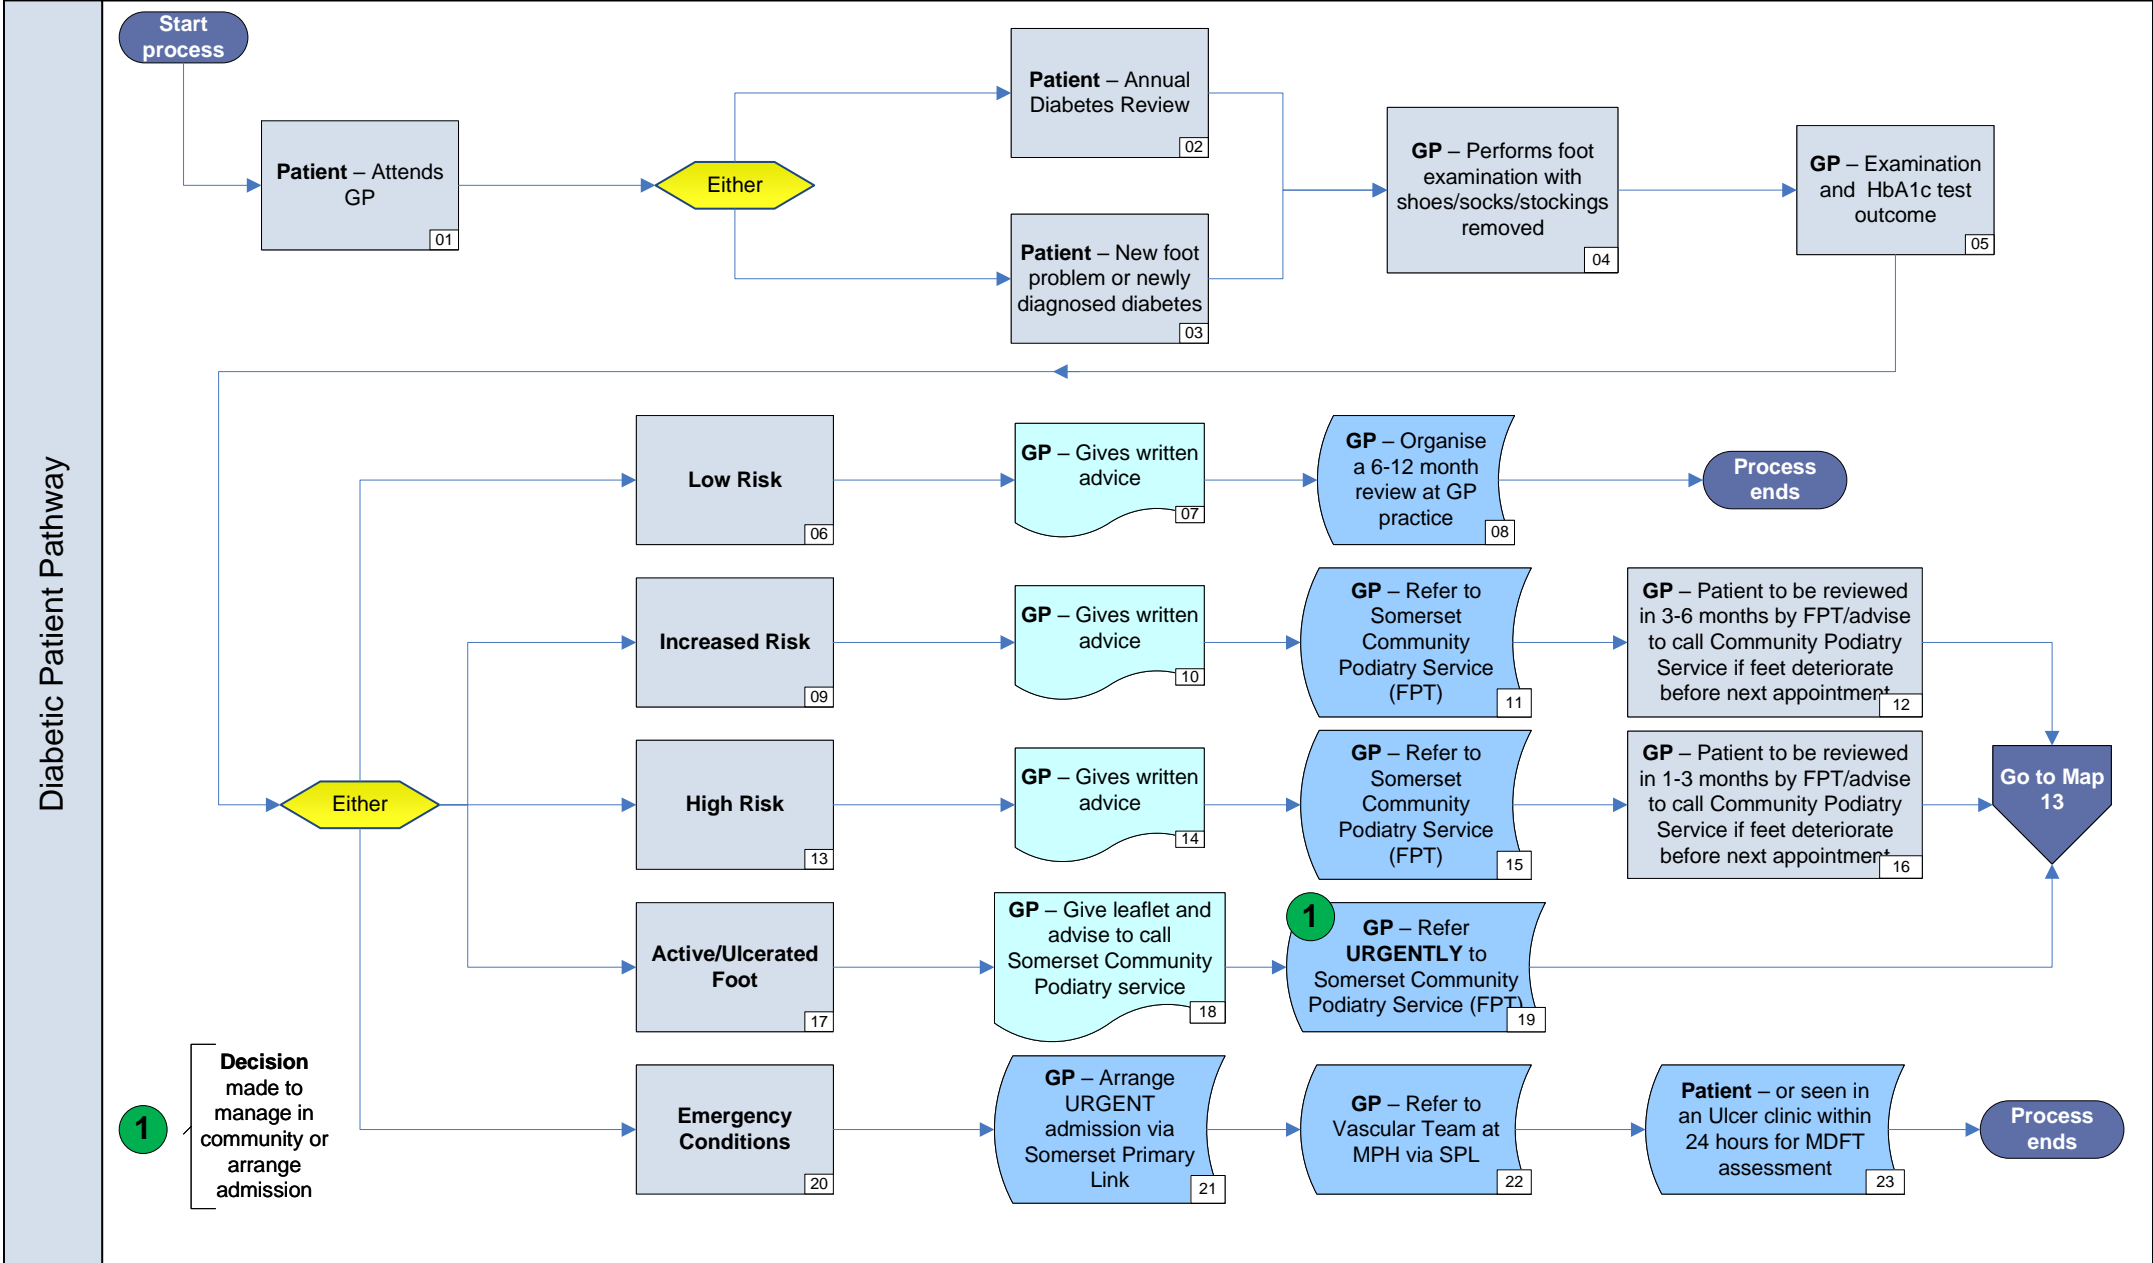 Diabetic Patient Pathway
Start
process
Patient – Attends
GP
01
Either
Patient – Annual
Diabetes Review
02
Patient – New foot
problem or newly
diagnosed diabetes
03
GP – Performs foot
examination with
shoes/socks/stockings
removed
04
GP – Examination
and HbA1c test
outcome
05
Either
Low Risk
06
GP – Gives written
advice
07
GP – Organise
a 6-12 month
review at GP
practice
08
Process
ends
Increased Risk
09
GP – Gives written
advice
10
GP – Refer to
Somerset
Community
Podiatry Service
(FPT)
11
GP – Patient to be reviewed
in 3-6 months by FPT/advise
to call Community Podiatry
Service if feet deteriorate
before next appointment
12
High Risk
13
GP – Gives written
advice
14
GP – Refer to
Somerset
Community
Podiatry Service
(FPT)
15
GP – Patient to be reviewed
in 1-3 months by FPT/advise
to call Community Podiatry
Service if feet deteriorate
before next appointment
16
Go to Map
13
Active/Ulcerated
Foot
17
GP – Give leaflet and
advise to call
Somerset Community
Podiatry service
18
1
GP – Refer
URGENTLY to
Somerset Community
Podiatry Service (FPT)
19
1
Decision
made to
manage in
community or
arrange
admission
Emergency
Conditions
20
GP – Arrange
URGENT
admission via
Somerset Primary
Link
21
GP – Refer to
Vascular Team at
MPH via SPL
22
Patient – or seen in
an Ulcer clinic within
24 hours for MDFT
assessment
23
Process
ends